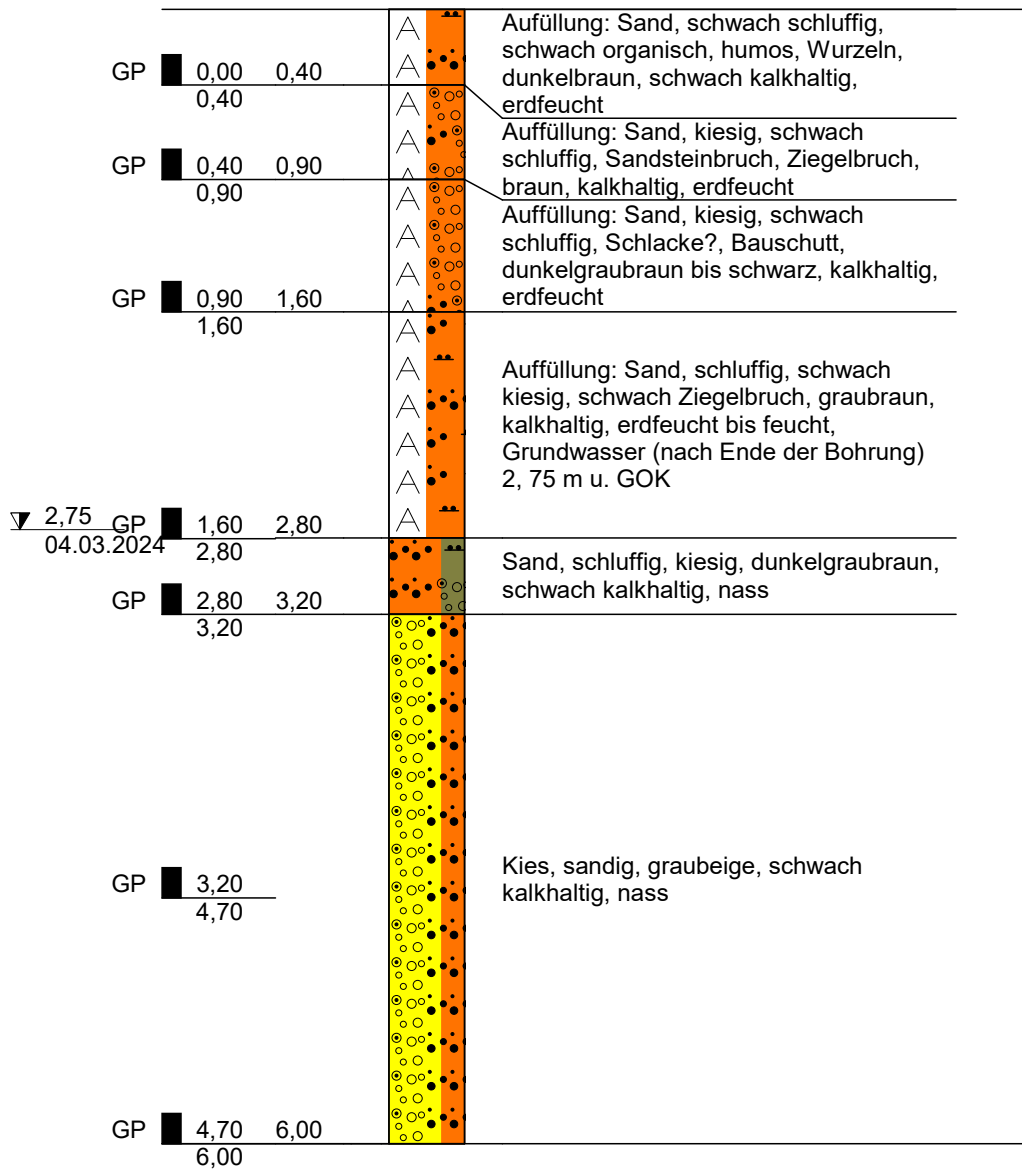 Aufüllung: Sand, schwach schluffig,
schwach organisch, humos, Wurzeln,
dunkelbraun, schwach kalkhaltig,
erdfeucht
GP 0,00 0,40
0,40
Auffüllung: Sand, kiesig, schwach
schluffig, Sandsteinbruch, Ziegelbruch,
braun, kalkhaltig, erdfeucht
GP 0,40 0,90
0,90
Auffüllung: Sand, kiesig, schwach
schluffig, Schlacke?, Bauschutt,
dunkelgraubraun bis schwarz, kalkhaltig,
erdfeucht
GP 0,90 1,60
1,60
Auffüllung: Sand, schluffig, schwach
kiesig, schwach Ziegelbruch, graubraun,
kalkhaltig, erdfeucht bis feucht,
Grundwasser (nach Ende der Bohrung)
2, 75 m u. GOK
2,75 GP 1,60 2,80
04.03.2024 2,80
Sand, schluffig, kiesig, dunkelgraubraun,
schwach kalkhaltig, nass
GP 2,80 3,20
3,20
Kies, sandig, graubeige, schwach
kalkhaltig, nass
GP 3,20
4,70
GP 4,70 6,00
6,00
A
A
A
A
A
A
A
A
A
A
A
A
A
A